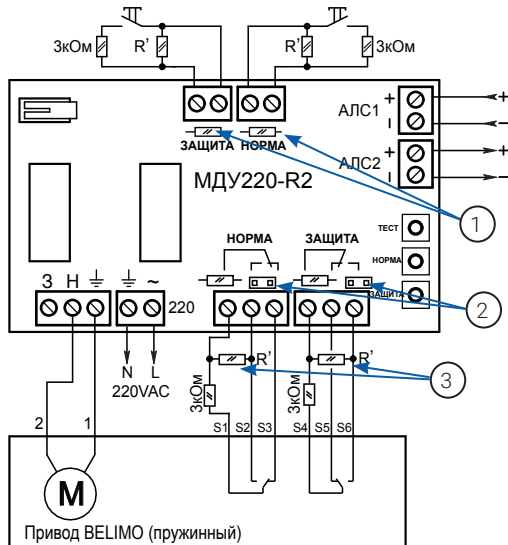 3кОм R’ R’ 3кОм
+ +
АЛС1
− −
ЗАЩИТА НОРМА
+ +
АЛС2
− −
МДУ220-R2
1
ТЕСТ
НОРМА ЗАЩИТА
НОРМА
ЗАЩИТА
З Н ~
220
2
N L
220VAC
R’ R’
3
3кОм 3кОм
2 1
S1 S2 S3 S4 S5 S6
M
Привод BELIMO (пружинный)